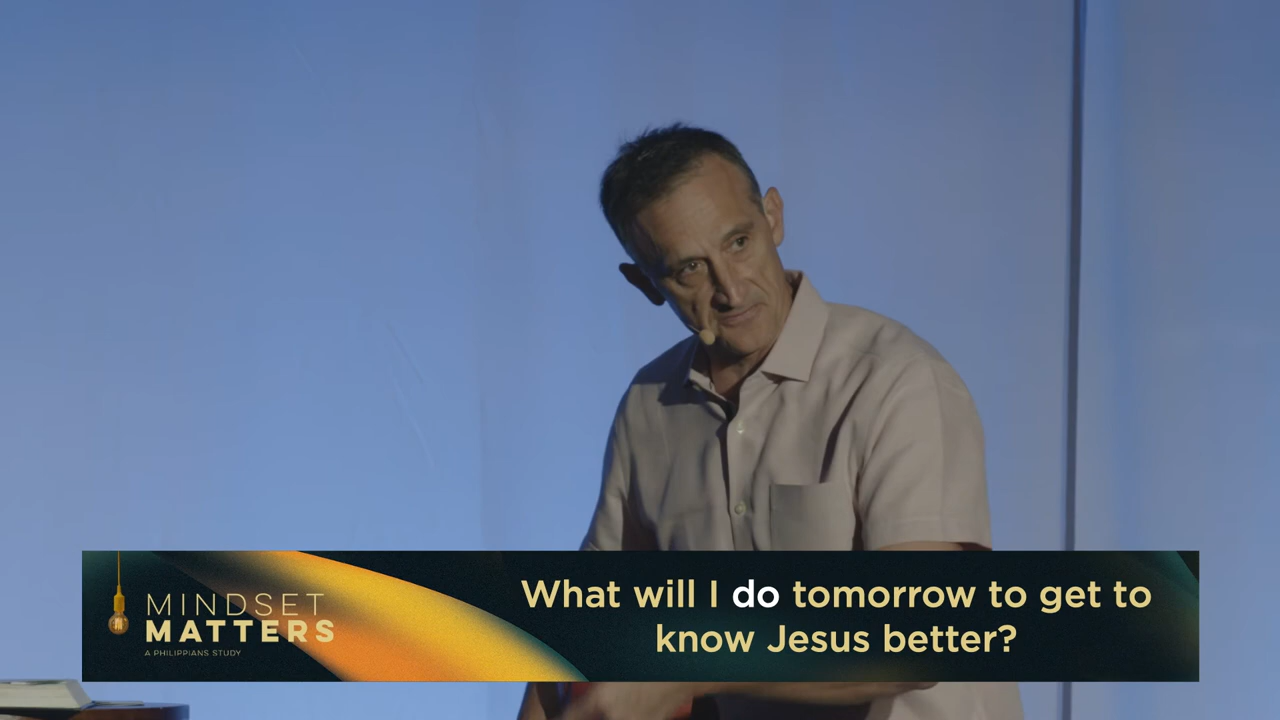 MINDSET
MATTERS
A PHILIPPIANS STUDY
What will I do tomorrow to get to
know Jesus better?